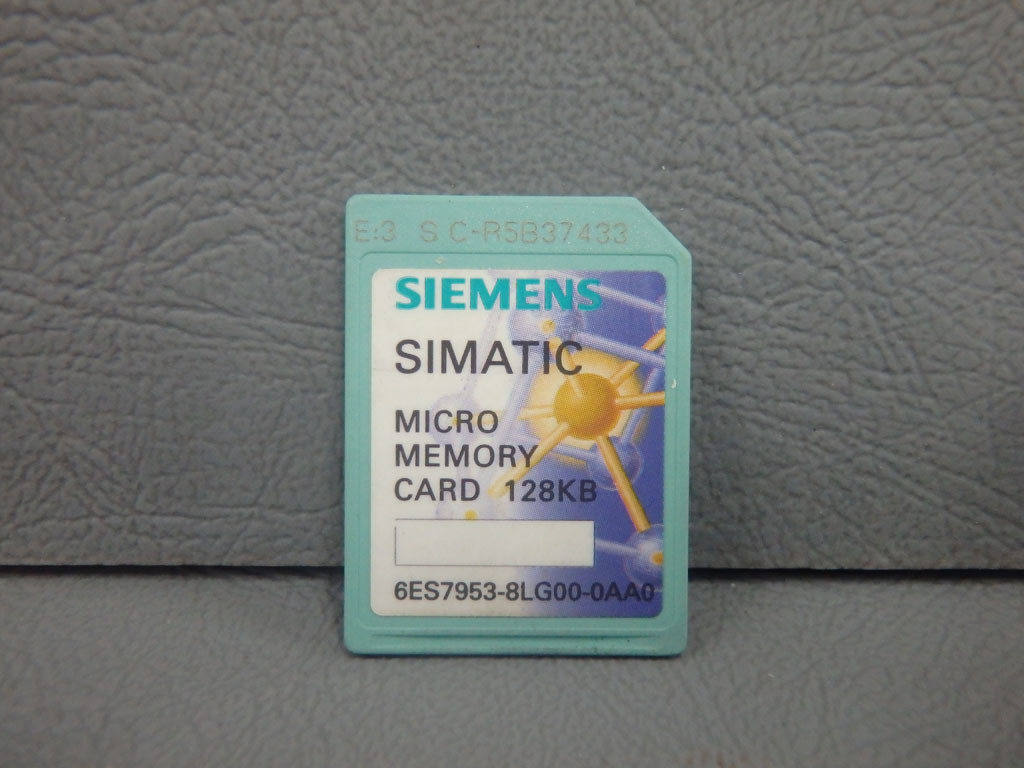 E:3 S C-R5B37433
SIEMENS
SIMATIC
MICRO
MEMORY
CARD 128KB
6ES7953-8LG00-0AA0